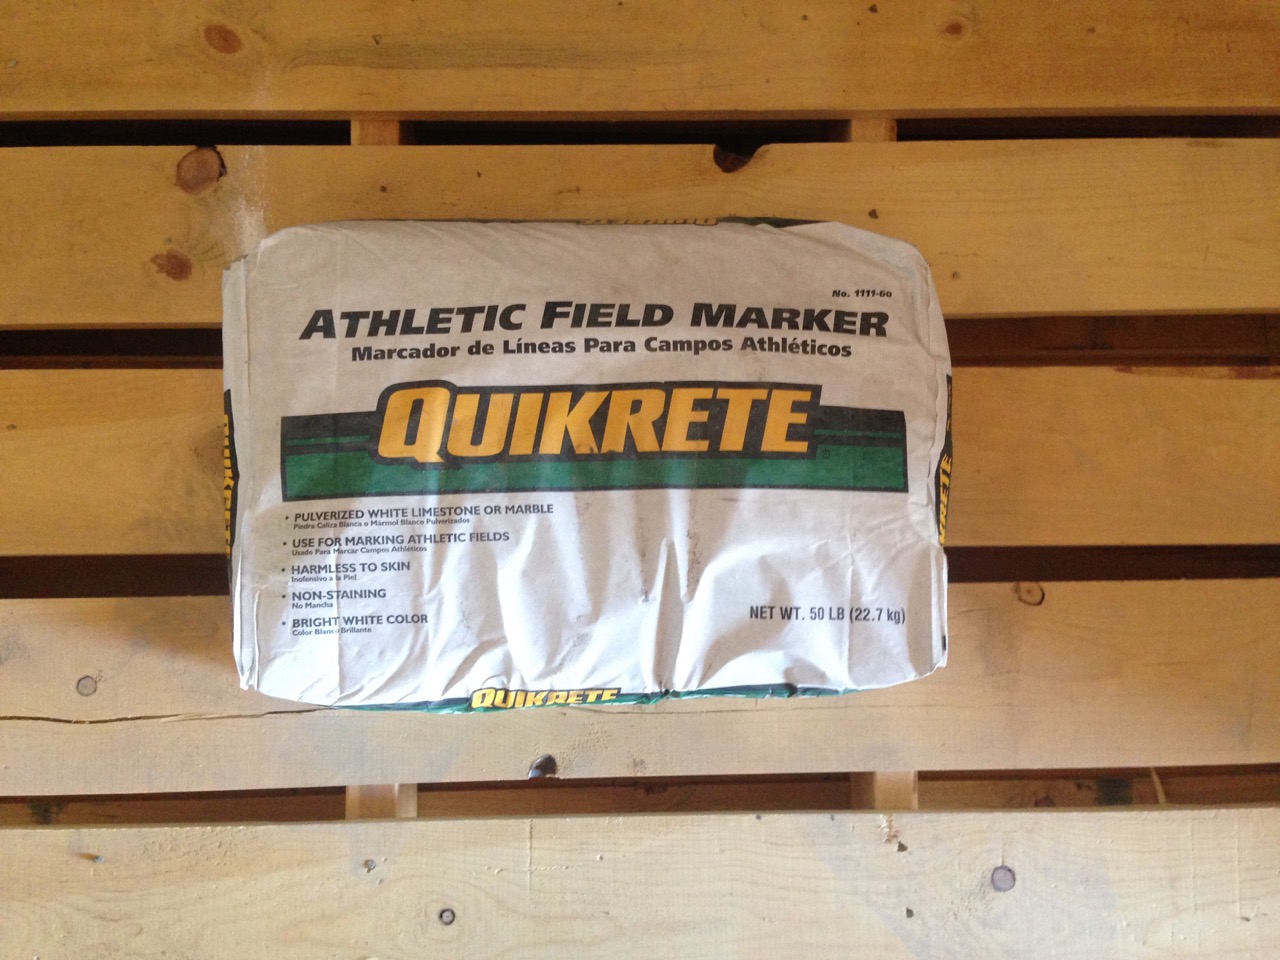 No. 1111-60
ATHLETIC FIELD MARKER
Marcador de Líneas Para Campos Athléticos
QUIKRETE
• PULVERIZED WHITE LIMESTONE OR MARBLE
Piedra Caliza Blanca o Mármol Blanco Pulverizados
• USE FOR MARKING ATHLETIC FIELDS
Usado Para Marcar Campos Athléticos
• HARMLESS TO SKIN
Inofensivo a la Piel
• NON-STAINING
No Mancha
• BRIGHT WHITE COLOR
Color Blanco Brillante
NET WT. 50 LB (22.7 kg)
QUIKRETE